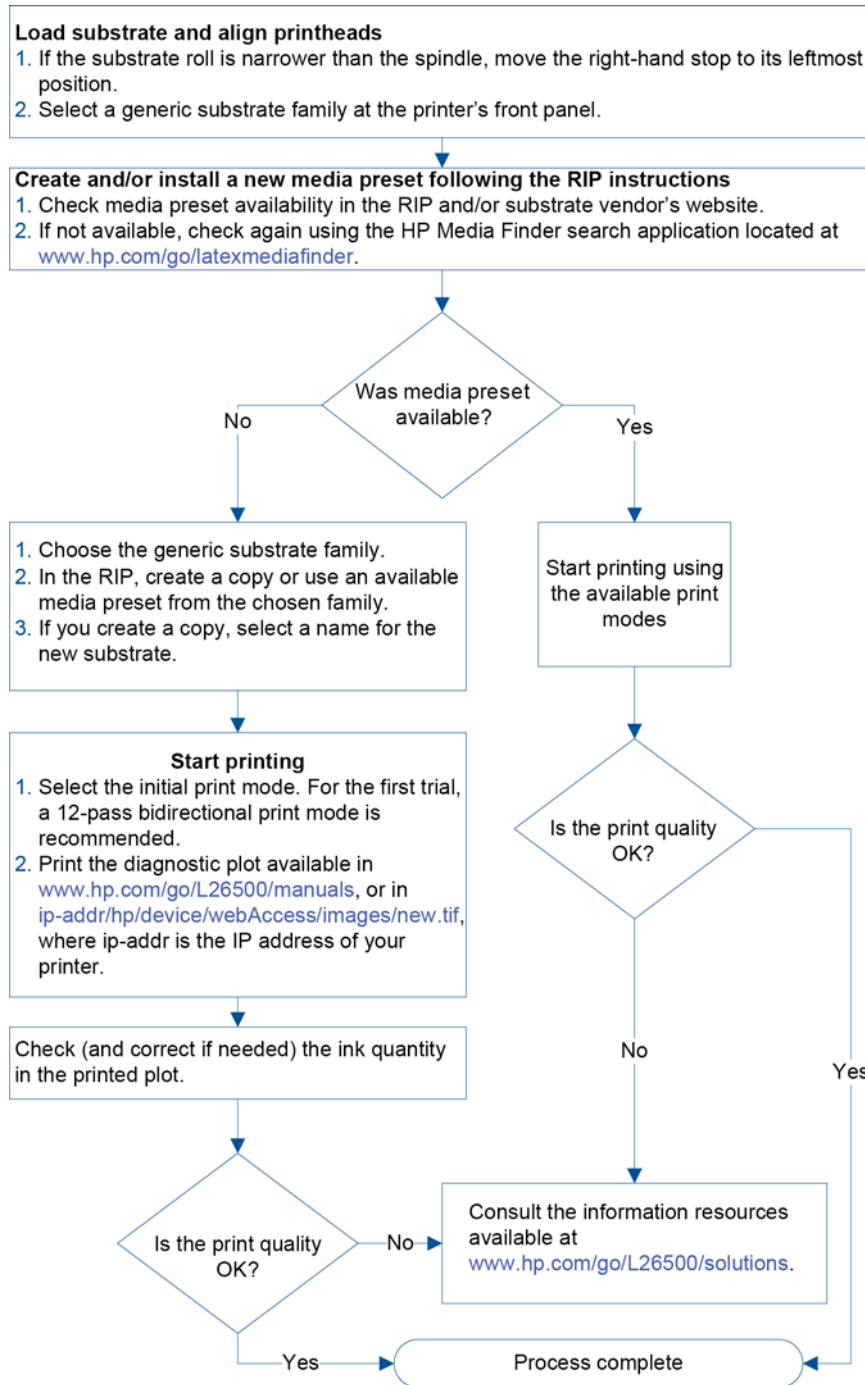 Load substrate and align printheads
1. If the substrate roll is narrower than the spindle, move the right-hand stop to its leftmost
position.
2. Select a generic substrate family at the printer's front panel.
Create and/or install a new media preset following the RIP instructions
1. Check media preset availability in the RIP and/or substrate vendor's website.
2. If not available, check again using the HP Media Finder search application located at
www.hp.com/go/latexmediafinder.
Was media preset
available?
No
Yes
1. Choose the generic substrate family.
2. In the RIP, create a copy or use an available
media preset from the chosen family.
3. If you create a copy, select a name for the
new substrate.
Start printing using
the available print
modes
Start printing
1. Select the initial print mode. For the first trial,
a 12-pass bidirectional print mode is
recommended.
2. Print the diagnostic plot available in
www.hp.com/go/L26500/manuals, or in
ip-addr/hp/device/webAccess/images/new.tif,
where ip-addr is the IP address of your
printer.
Is the print quality
OK?
Check (and correct if needed) the ink quantity
in the printed plot.
No
Yes
Is the print quality
OK?
No
Consult the information resources
available at
www.hp.com/go/L26500/solutions.
Yes
Process complete